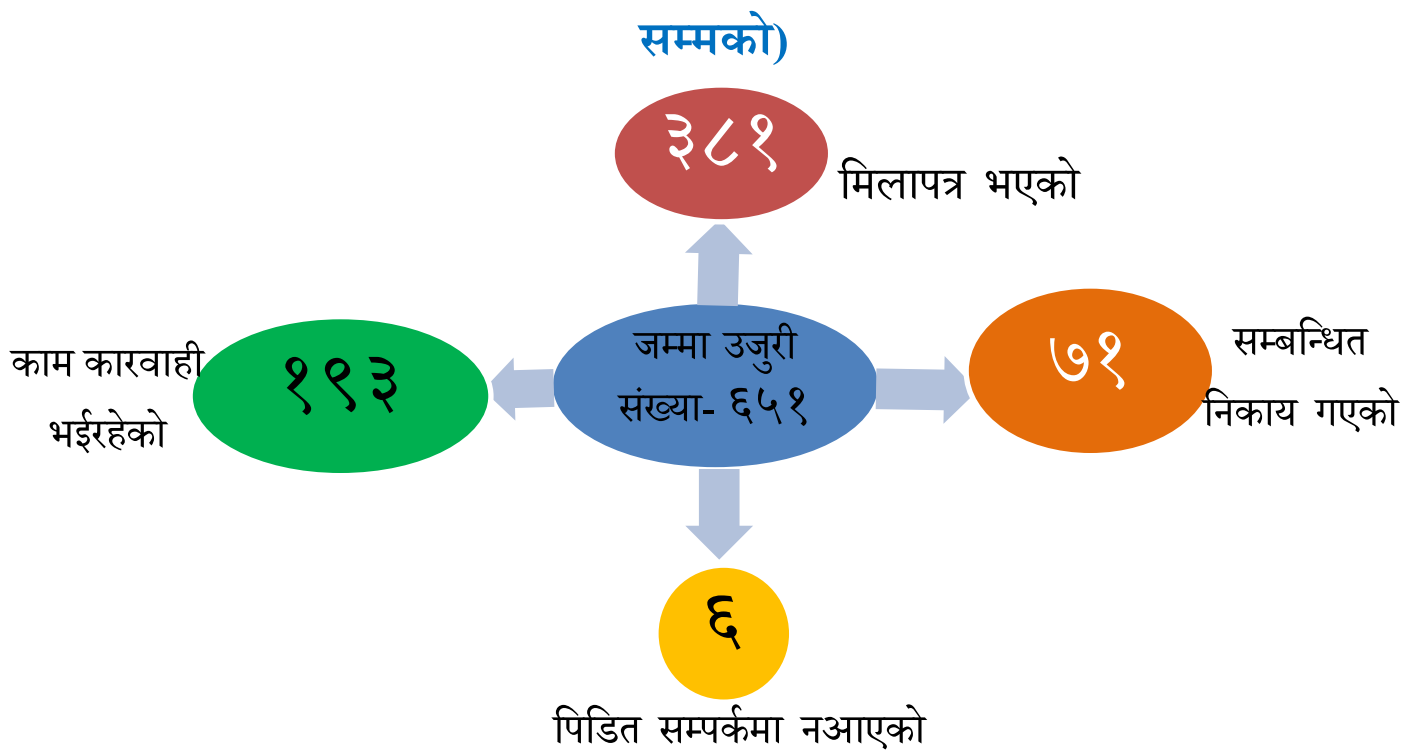 सम्मको)
३८१
मिलापत्र भएको
जम्मा उजुरी
संख्या- ६५१
काम कारवाही
भईरहेको
१९३
७१
सम्बन्धित
निकाय गएको
६
पिडित सम्पर्कमा नआएको